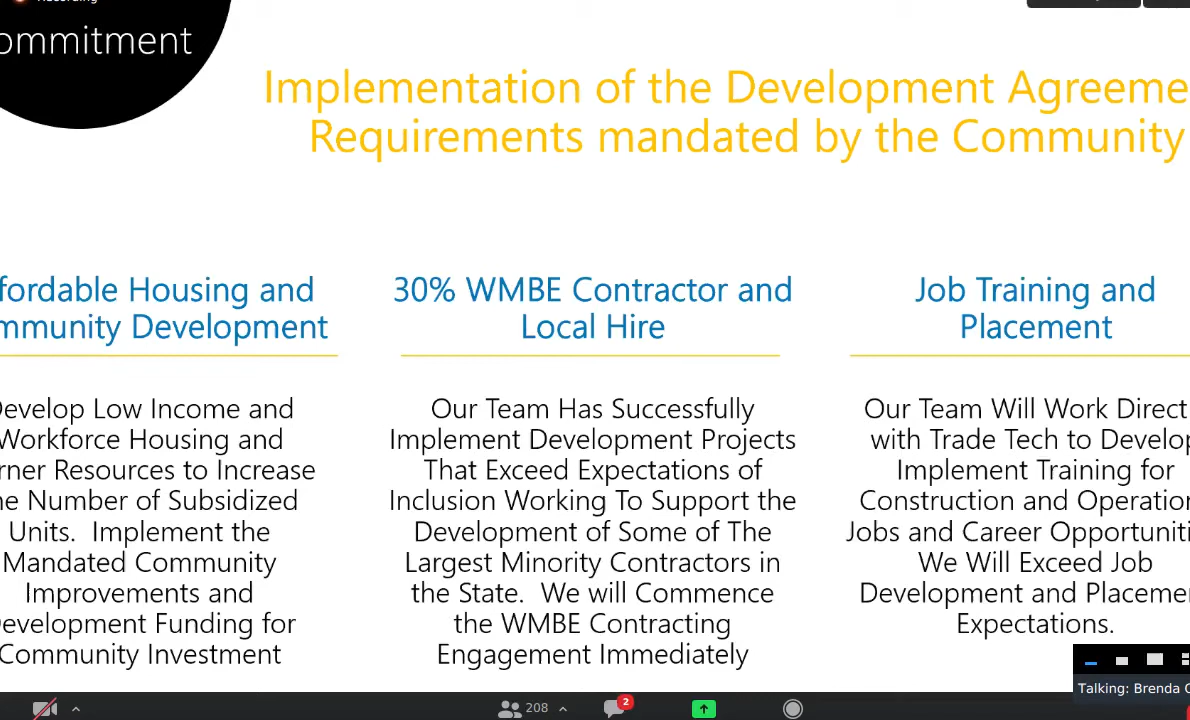 Recording
ommitment
Implementation of the Development Agreeme
Requirements mandated by the Community
fordable Housing and
mmunity Development
30% WMBE Contractor and
Local Hire
Job Training and
Placement
evelop Low Income and
Workforce Housing and
rner Resources to Increase
he Number of Subsidized
Units. Implement the
Mandated Community
Improvements and
evelopment Funding for
Community Investment
Our Team Has Successfully
Implement Development Projects
That Exceed Expectations of
Inclusion Working To Support the
Development of Some of The
Largest Minority Contractors in
the State. We will Commence
the WMBE Contracting
Engagement Immediately
Our Team Will Work Direct
with Trade Tech to Develop
Implement Training for
Construction and Operation
Jobs and Career Opportuniti
We Will Exceed Job
Development and Placemen
Expectations.
Talking: Brenda
208
2